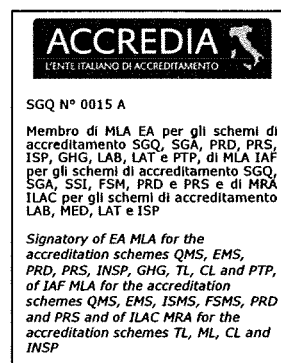 ACCREDIA
L'ENTE ITALIANO DI ACCREDITAMENTO
SGQ N° 0015 A
Membro di MLA EA per gli schemi di
accreditamento SGQ, SGA, PRD, PRS,
ISP, GHG, LAB, LAT e PTP, di MLA IAF
per gli schemi di accreditamento SGQ,
SGA, SSI, FSM, PRD e PRS e di MRA
ILAC per gli schemi di accreditamento
LAB, MED, LAT e ISP
Signatory of EA MLA for the
accreditation schemes QMS, EMS,
PRD, PRS, INSP, GHG, TL, CL and PTP,
of IAF MLA for the accreditation
schemes QMS, EMS, ISMS, FSMS, PRD
and PRS and of ILAC MRA for the
accreditation schemes TL, ML, CL and
INSP